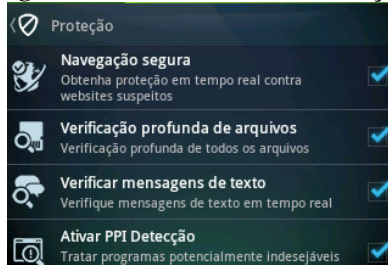 Proteção
Navegação segura
Obtenha proteção em tempo real contra
websites suspeitos
Verificação profunda de arquivos
Verificação profunda de todos os arquivos
Verificar mensagens de texto
Verifique mensagens de texto em tempo real
Ativar PPI Detecção
Tratar programas potencialmente indesejáveis